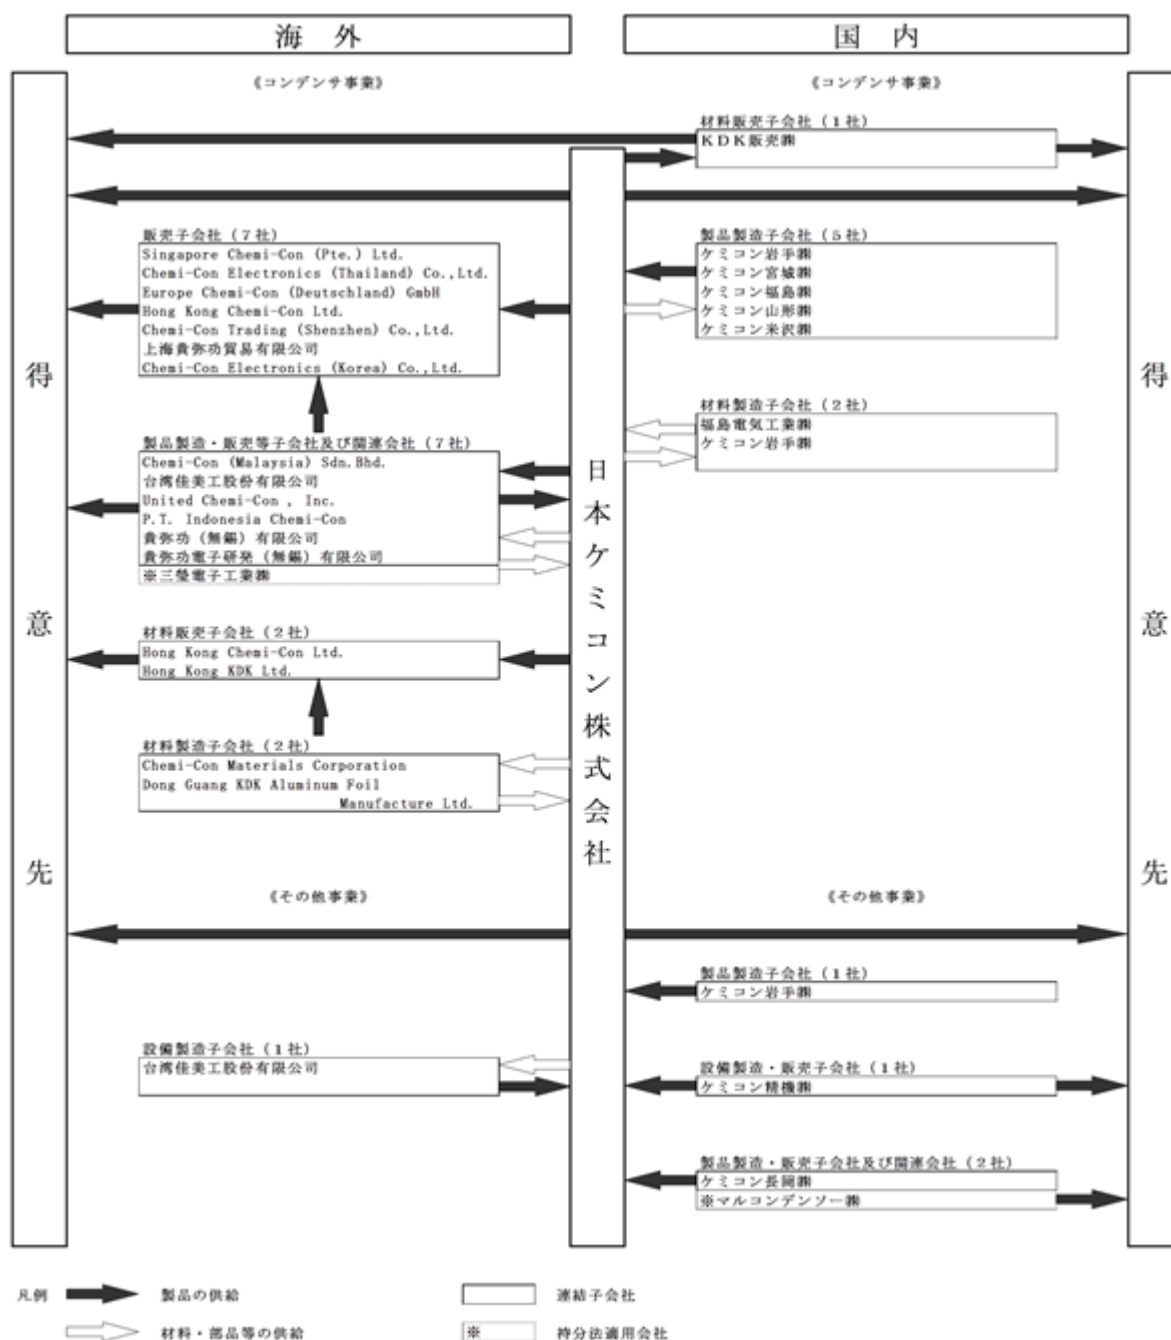 海 外
国 内
得 意 先
《コンデンサ事業》
販売子会社 (7社)
Singapore Chemi-Con (Pte.) Ltd.
Chemi-Con Electronics (Thailand) Co.,Ltd.
Europe Chemi-Con (Deutschland) GmbH
Hong Kong Chemi-Con Ltd.
Chemi-Con Trading (Shenzhen) Co.,Ltd.
上海貴弥功貿易有限公司
Chemi-Con Electronics (Korea) Co.,Ltd.
製品製造・販売等子会社及び関連会社 (7社)
Chemi-Con (Malaysia) Sdn.Bhd.
台湾佳美工股份有限公司
United Chemi-Con , Inc.
P.T. Indonesia Chemi-Con
貴弥功 (無錫) 有限公司
貴弥功電子研発 (無錫) 有限公司
※三瑩電子工業㈱
材料販売子会社 (2社)
Hong Kong Chemi-Con Ltd.
Hong Kong KDK Ltd.
材料製造子会社 (2社)
Chemi-Con Materials Corporation
Dong Guang KDK Aluminum Foil
Manufacture Ltd.
《その他事業》
設備製造子会社 (1社)
台湾佳美工股份有限公司
日本ケミコン株式会社
《コンデンサ事業》
材料販売子会社 (1社)
KDK販売㈱
製品製造子会社 (5社)
ケミコン岩手㈱
ケミコン宮城㈱
ケミコン福島㈱
ケミコン山形㈱
ケミコン米沢㈱
材料製造子会社 (2社)
福島電気工業㈱
ケミコン岩手㈱
《その他事業》
製品製造子会社 (1社)
ケミコン岩手㈱
設備製造・販売子会社 (1社)
ケミコン精機㈱
製品製造・販売子会社及び関連会社 (2社)
ケミコン長岡㈱
※マルコンデンソー㈱
得 意 先
凡例
製品の供給
連結子会社
材料・部品等の供給
※
持分法適用会社